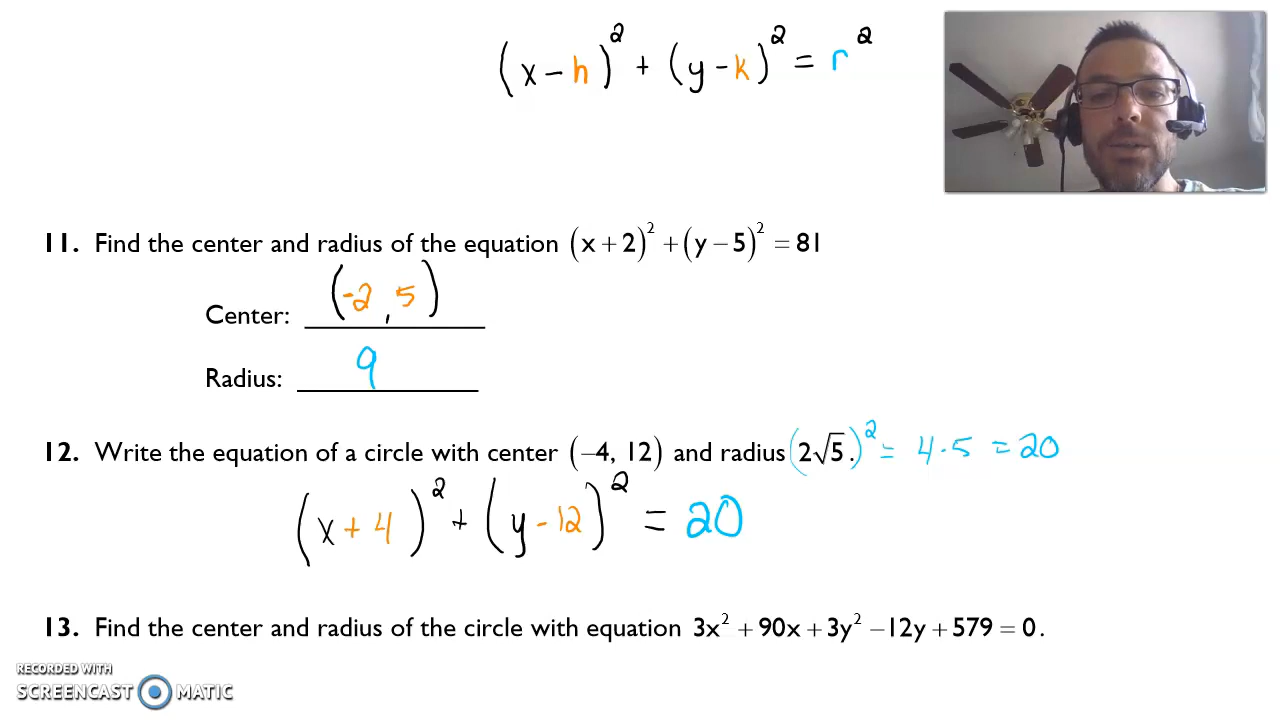 (x - h)² + (y - k)² = r²
11. Find the center and radius of the equation (x + 2)² + (y - 5)² = 81
Center: (-2, 5)
Radius: 9
12. Write the equation of a circle with center (-4, 12) and radius (2√5.)² = 4·5 = 20
(x + 4)² + (y - 12)² = 20
13. Find the center and radius of the circle with equation 3x² + 90x + 3y² - 12y + 579 = 0.
RECORDED WITH
SCREENCAST MATIC